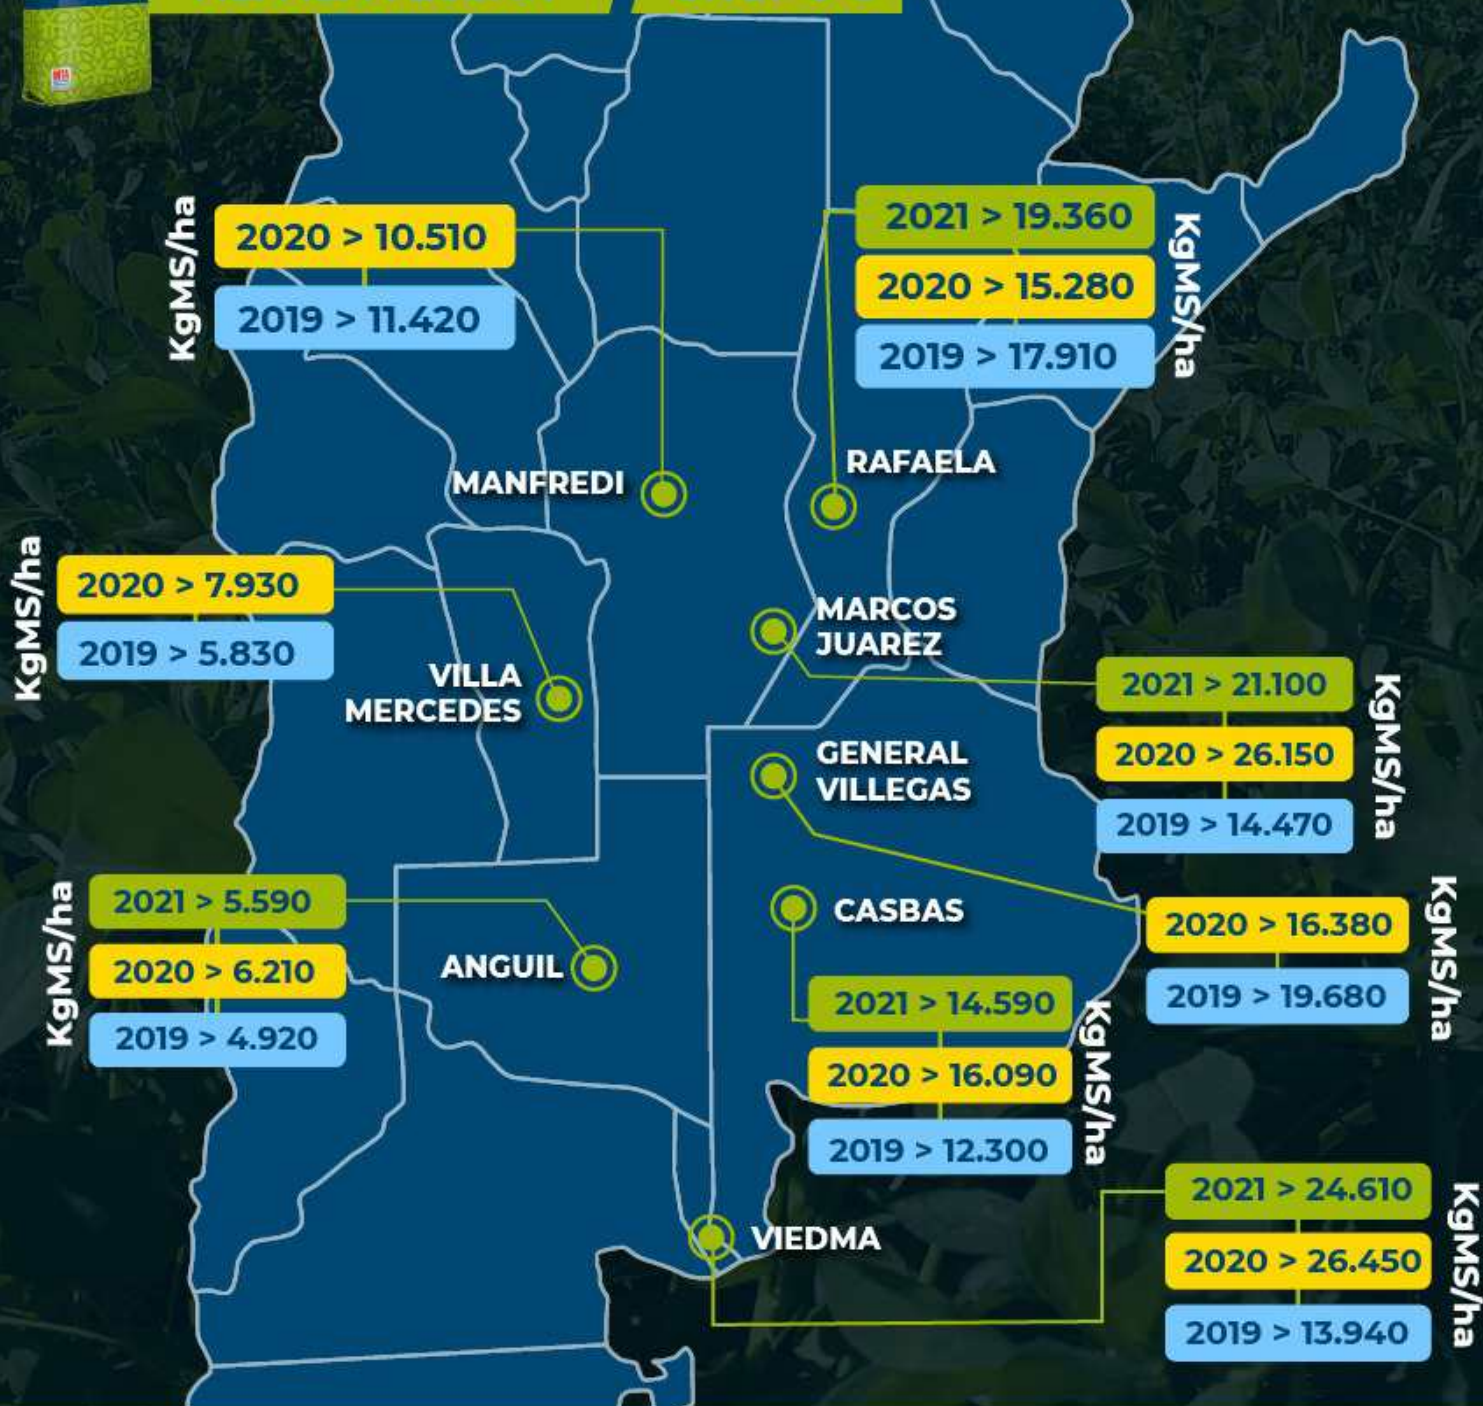 INTA
KgMS/ha
2020 > 10.510
2019 > 11.420
2021 > 19.360
2020 > 15.280
2019 > 17.910
KgMS/ha
MANFREDI
RAFAELA
KgMS/ha
2020 > 7.930
2019 > 5.830
VILLA
MERCEDES
MARCOS
JUAREZ
2021 > 21.100
2020 > 26.150
2019 > 14.470
KgMS/ha
GENERAL
VILLEGAS
2020 > 16.380
2019 > 19.680
KgMS/ha
KgMS/ha
2021 > 5.590
2020 > 6.210
2019 > 4.920
ANGUIL
CASBAS
2021 > 14.590
2020 > 16.090
2019 > 12.300
KgMS/ha
VIEDMA
2021 > 24.610
2020 > 26.450
2019 > 13.940
KgMS/ha